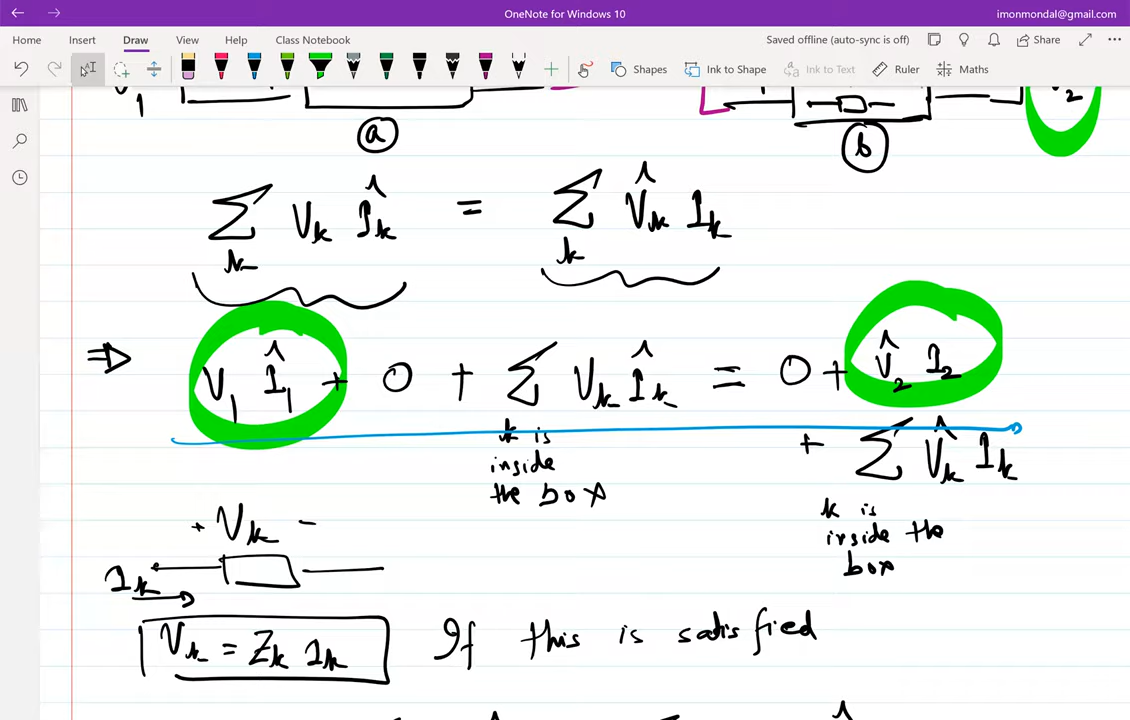 OneNote for Windows 10
imonmondal@gmail.com
Home Insert Draw View Help Class Notebook
Saved offline (auto-sync is off) Share
Shapes Ink to Shape Ink to Text Ruler Maths
V₁ V̂₂
ⓐ ⓑ
∑ₖ Vₖ Îₖ = ∑ₖ V̂ₖ Iₖ
⇒ V₁ Î₁ + 0 + ∑ Vₖ Îₖ = 0 + V̂₂ I₂
k is
inside
the box
+ ∑ V̂ₖ Iₖ
k is
inside the
box
+ Vₖ -
Iₖ
Vₖ = Zₖ Iₖ If this is satisfied